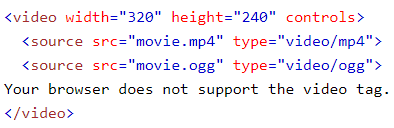 <video width="320" height="240" controls>
  <source src="movie.mp4" type="video/mp4">
  <source src="movie.ogg" type="video/ogg">
Your browser does not support the video tag.
</video>